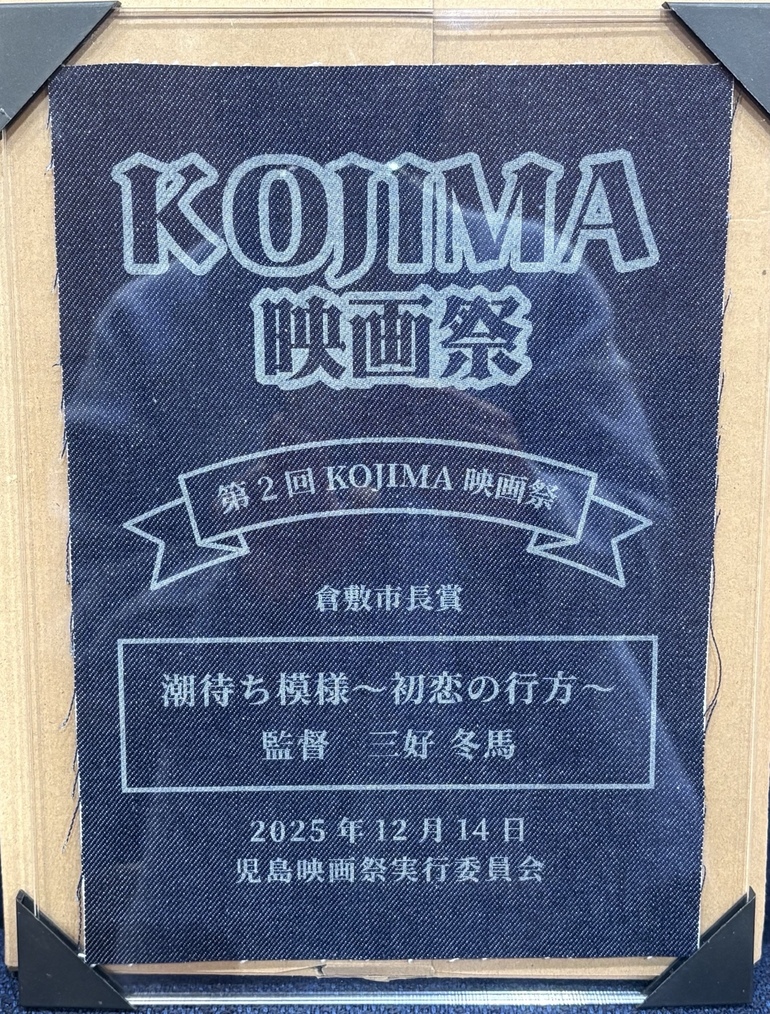 KOJIMA
映画祭
第2回 KOJIMA 映画祭
倉敷市長賞
潮待ち模様～初恋の行方～
監督　三好 冬馬
2025年12月14日
児島映画祭実行委員会